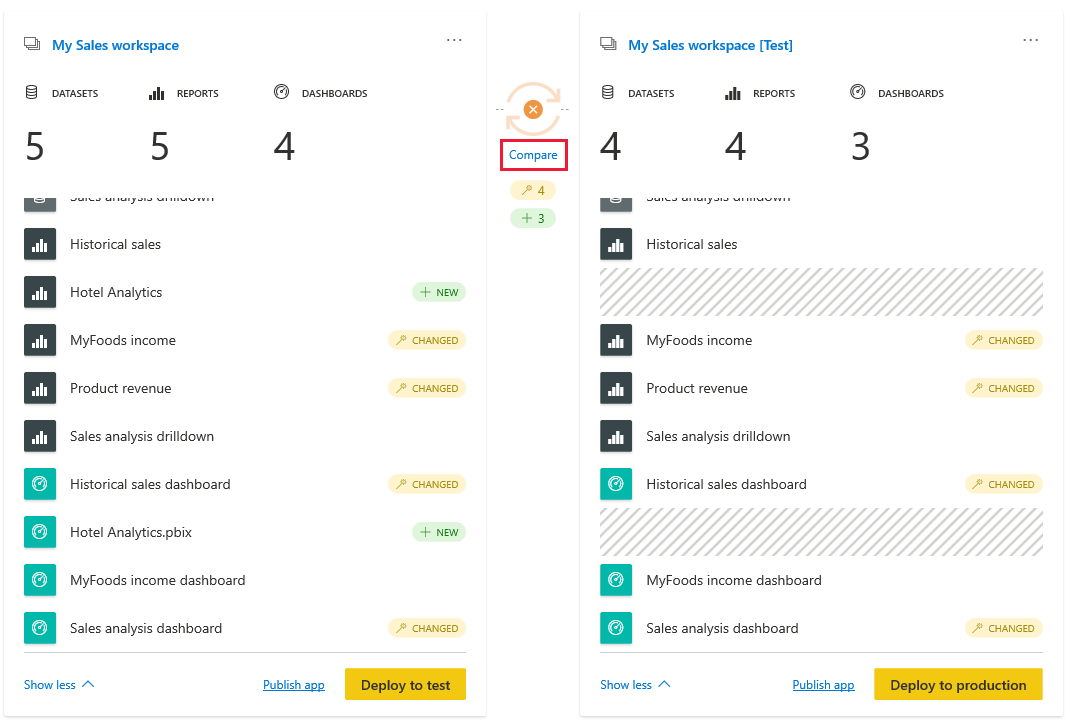 My Sales workspace
...
DATASETS
REPORTS
DASHBOARDS
5
5
4
Sales analysis drilldown
Historical sales
Hotel Analytics
+ NEW
MyFoods income
CHANGED
Product revenue
CHANGED
Sales analysis drilldown
Historical sales dashboard
CHANGED
Hotel Analytics.pbix
+ NEW
MyFoods income dashboard
Sales analysis dashboard
CHANGED
Show less
Publish app
Deploy to test
Compare
4
+ 3
My Sales workspace [Test]
...
DATASETS
REPORTS
DASHBOARDS
4
4
3
Sales analysis drilldown
Historical sales
MyFoods income
CHANGED
Product revenue
CHANGED
Sales analysis drilldown
Historical sales dashboard
CHANGED
MyFoods income dashboard
Sales analysis dashboard
CHANGED
Show less
Publish app
Deploy to production